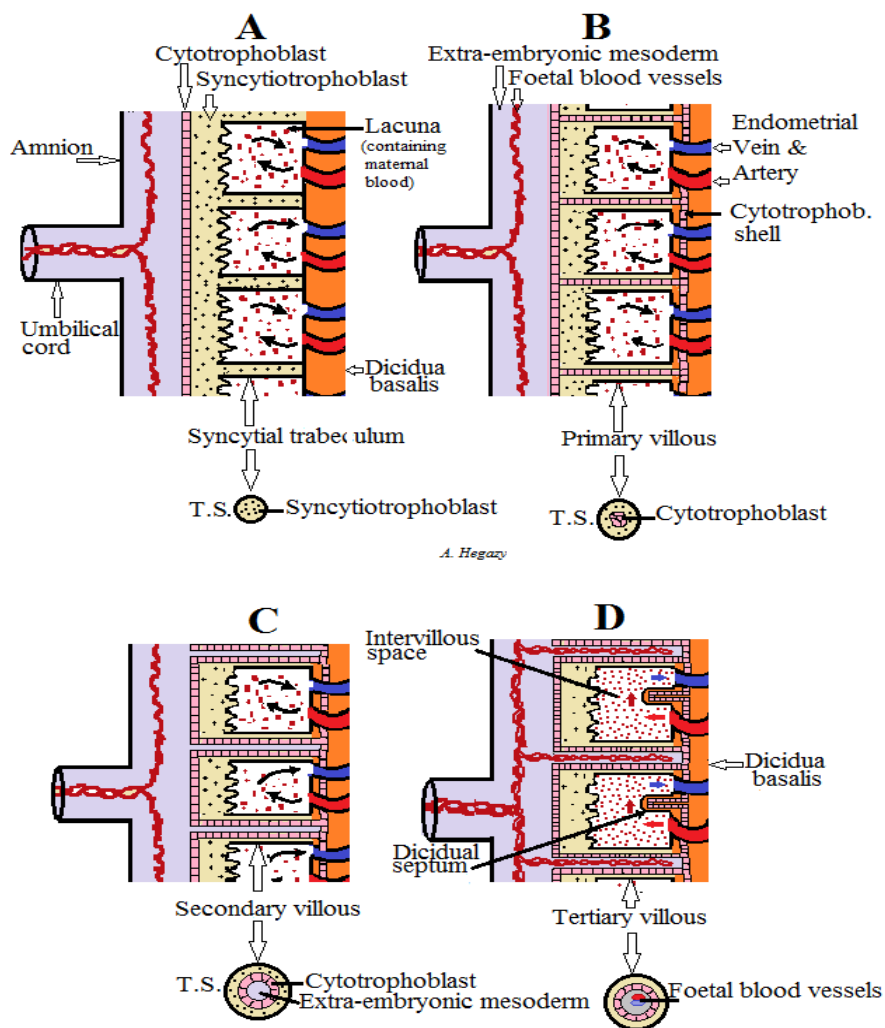 A
Cytotrophoblast
Syncytiotrophoblast
Amnion
Lacuna
(containing
maternal
blood)
Umbilical
cord
Dicidua
basalis
Syncytial trabeculum
T.S.
Syncytiotrophoblast
B
Extra-embryonic mesoderm
Foetal blood vessels
Endometrial
Vein &
Artery
Cytotrophob.
shell
Primary villous
T.S.
Cytotrophoblast
A. Hegazy
C
Secondary villous
T.S.
Cytotrophoblast
Extra-embryonic mesoderm
D
Intervillous
space
Dicidua
basalis
Dicidual
septum
Tertiary villous
Foetal blood vessels